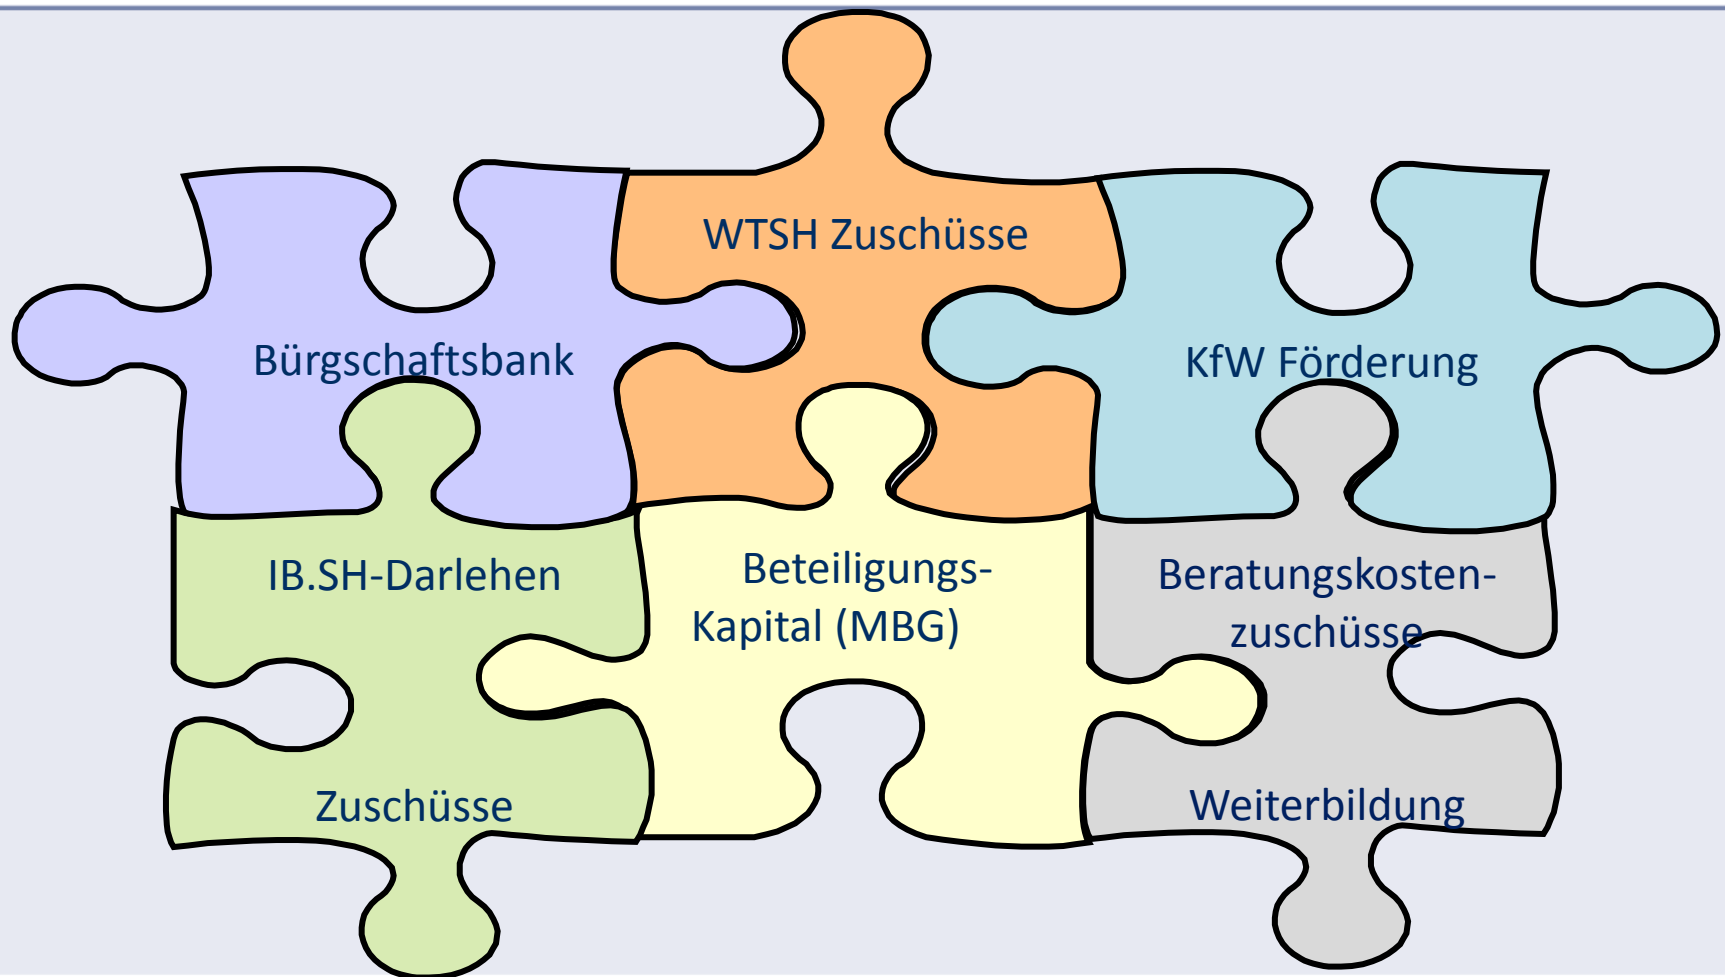 WTSH Zuschüsse
Bürgschaftsbank
KfW Förderung
IB.SH-Darlehen
Beteiligungs-
Kapital (MBG)
Beratungskosten-
zuschüsse
Zuschüsse
Weiterbildung